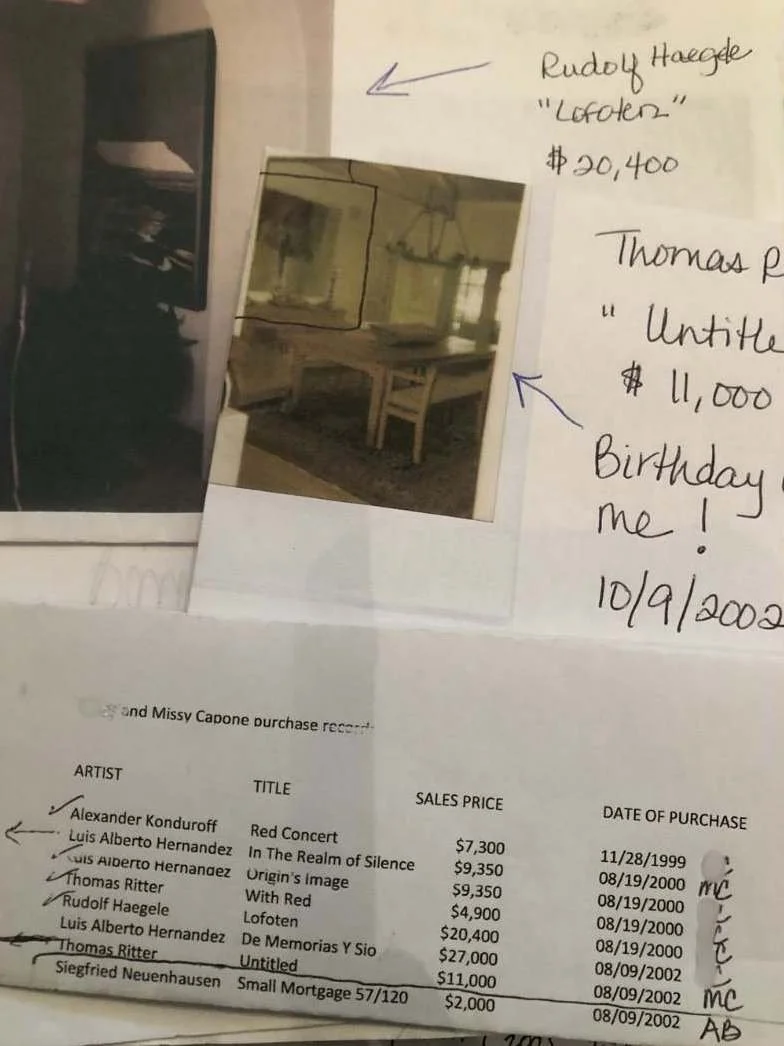 Rudolf Haegele
"Lofoten"
$20,400
Thomas R
" Untitle
$ 11,000
Birthday
me!
10/9/2002
and Missy Capone purchase record
ARTIST TITLE SALES PRICE DATE OF PURCHASE
Alexander Konduroff Red Concert $7,300 11/28/1999
Luis Alberto Hernandez In The Realm of Silence $9,350 08/19/2000 MC
Luis Alberto Hernandez Origin's Image $9,350 08/19/2000
Thomas Ritter With Red $4,900 08/19/2000
Rudolf Haegele Lofoten $20,400 08/19/2000
Luis Alberto Hernandez De Memorias Y Sio $27,000 08/09/2002
Thomas Ritter Untitled $11,000 08/09/2002 MC
Siegfried Neuenhausen Small Mortgage 57/120 $2,000 08/09/2002 AB